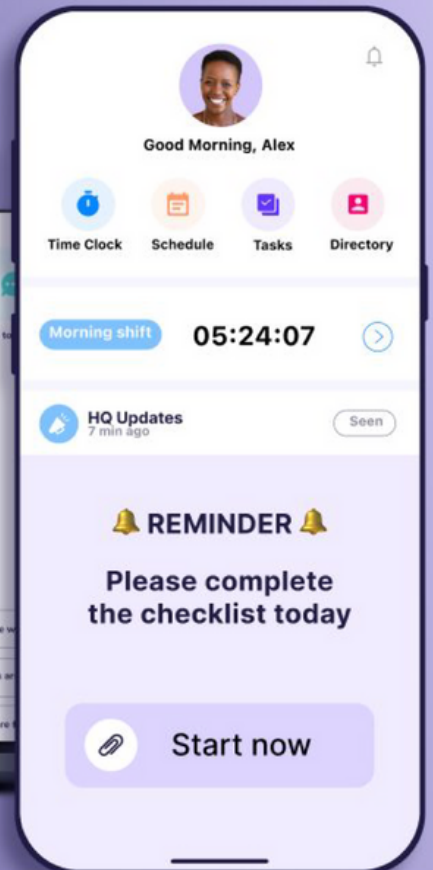 Good Morning, Alex
Time Clock Schedule Tasks Directory
Morning shift 05:24:07
HQ Updates Seen
7 min ago
REMINDER
Please complete
the checklist today
Start now